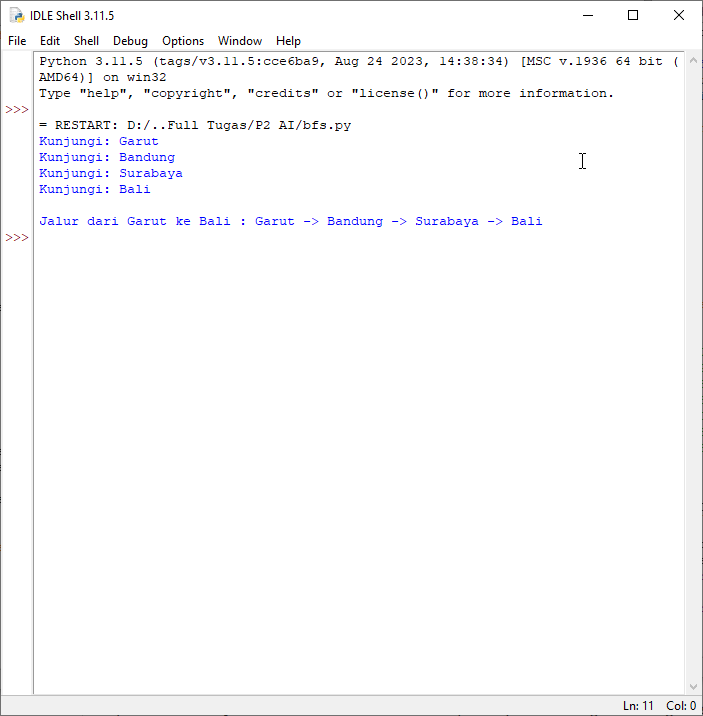 IDLE Shell 3.11.5
File Edit Shell Debug Options Window Help
Python 3.11.5 (tags/v3.11.5:cce6ba9, Aug 24 2023, 14:38:34) [MSC v.1936 64 bit (
AMD64)] on win32
Type "help", "copyright", "credits" or "license()" for more information.
>>>
= RESTART: D:/..Full Tugas/P2 AI/bfs.py
Kunjungi: Garut
Kunjungi: Bandung
Kunjungi: Surabaya
Kunjungi: Bali
Jalur dari Garut ke Bali : Garut -> Bandung -> Surabaya -> Bali
>>>
Ln: 11 Col: 0